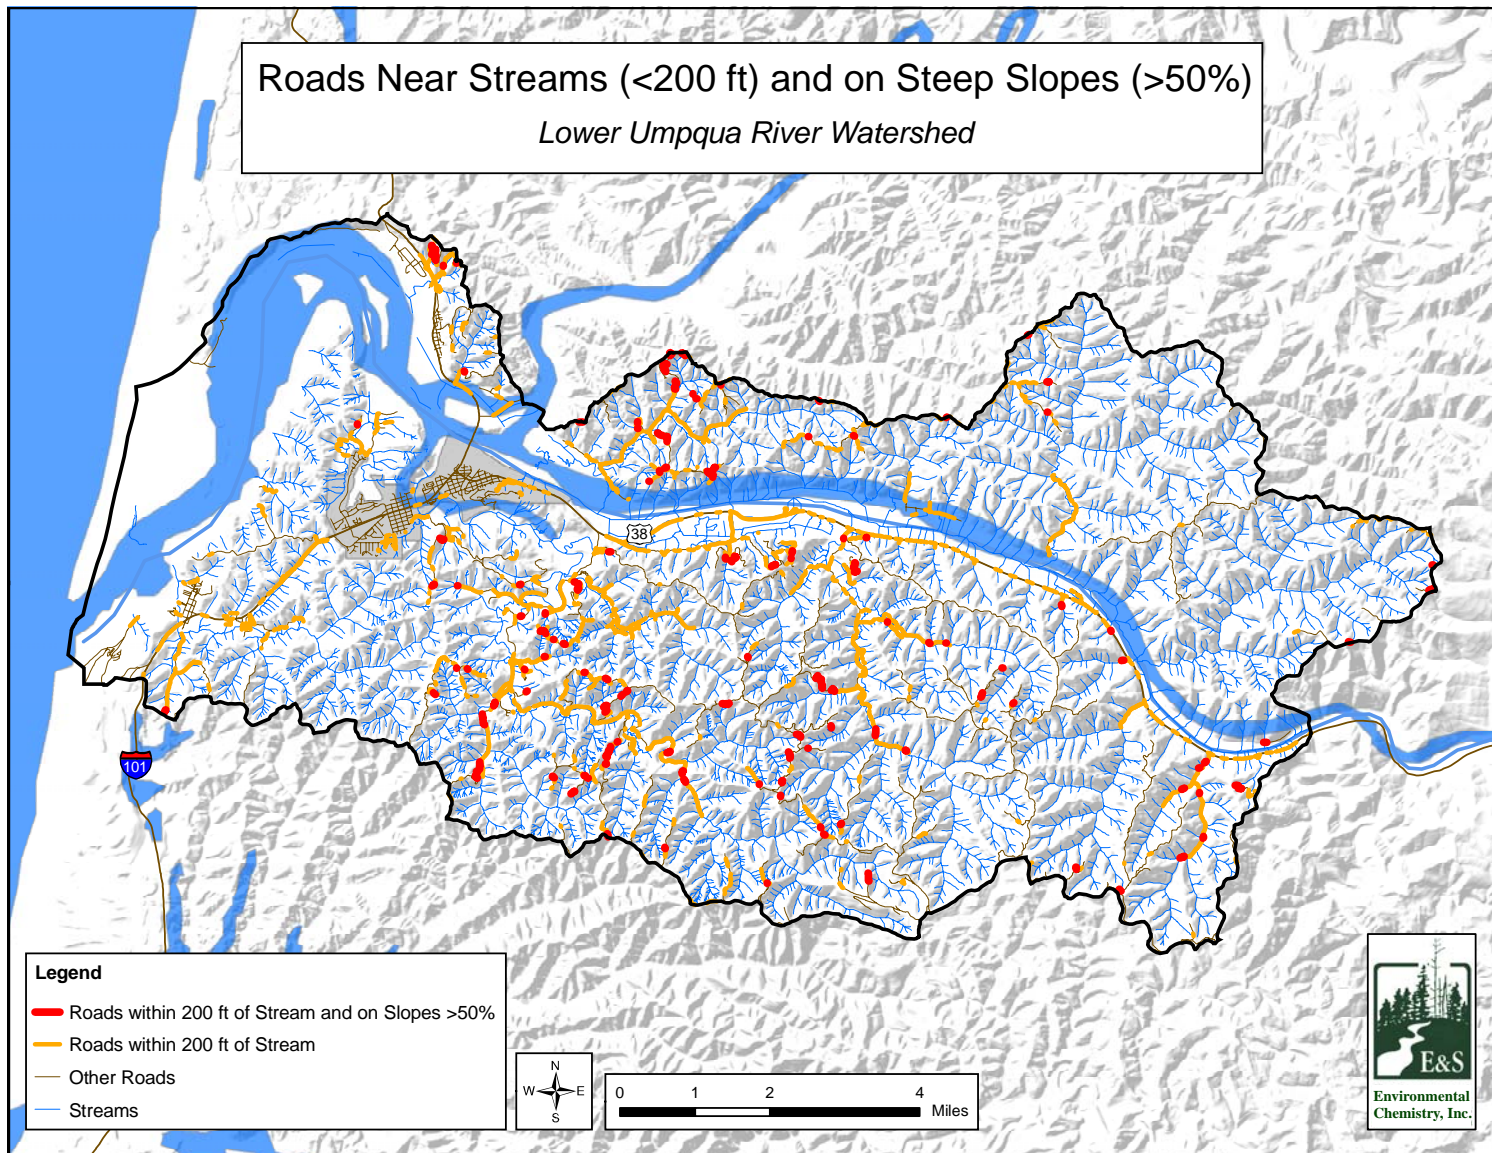 Roads Near Streams (<200 ft) and on Steep Slopes (>50%)
Lower Umpqua River Watershed
38
101
Legend
Roads within 200 ft of Stream and on Slopes >50%
Roads within 200 ft of Stream
Other Roads
Streams
N
W E
S
0 1 2 4
Miles
E&S
Environmental
Chemistry, Inc.